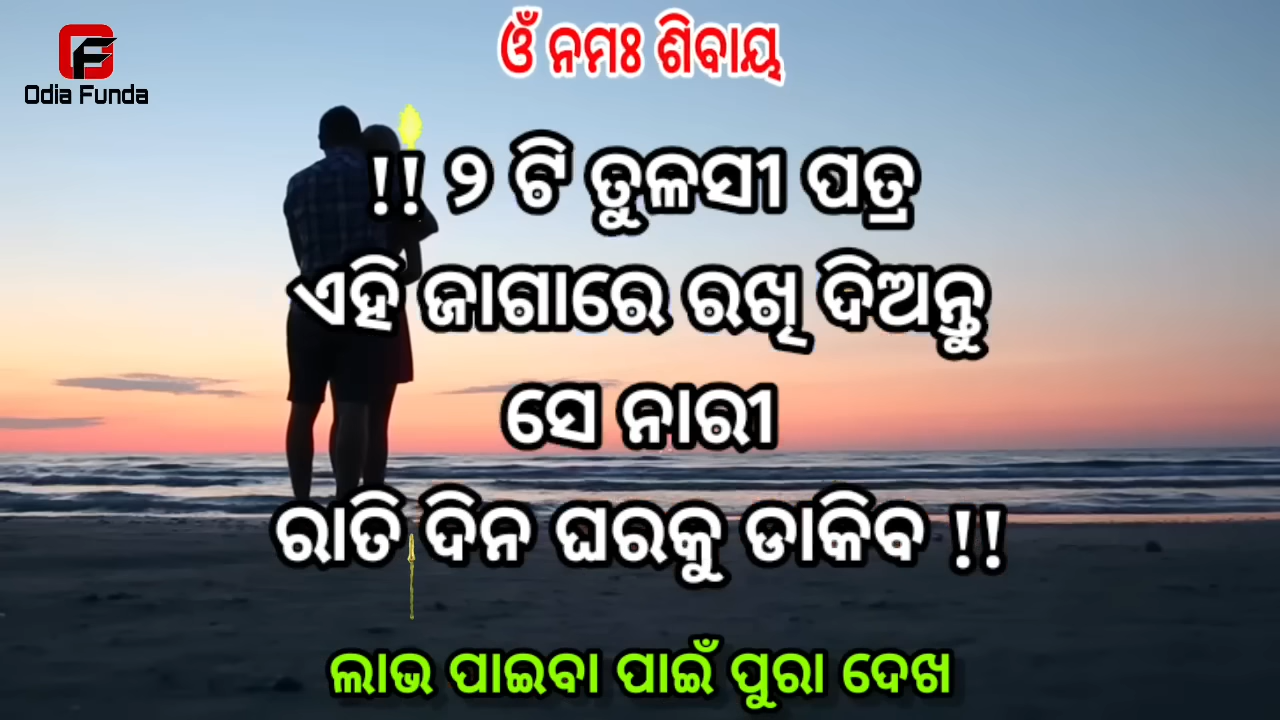 ଓଁ ନମଃ ଶିବାୟ
Odia Funda
!! ୨ ଟି ତୁଳସୀ ପତ୍ର
ଏହି ଜାଗାରେ ରଖି ଦିଅନ୍ତୁ
ସେ ନାରୀ
ରାତି ଦିନ ଘରକୁ ଡାକିବ !!
ଲାଭ ପାଇବା ପାଇଁ ପୁରା ଦେଖ